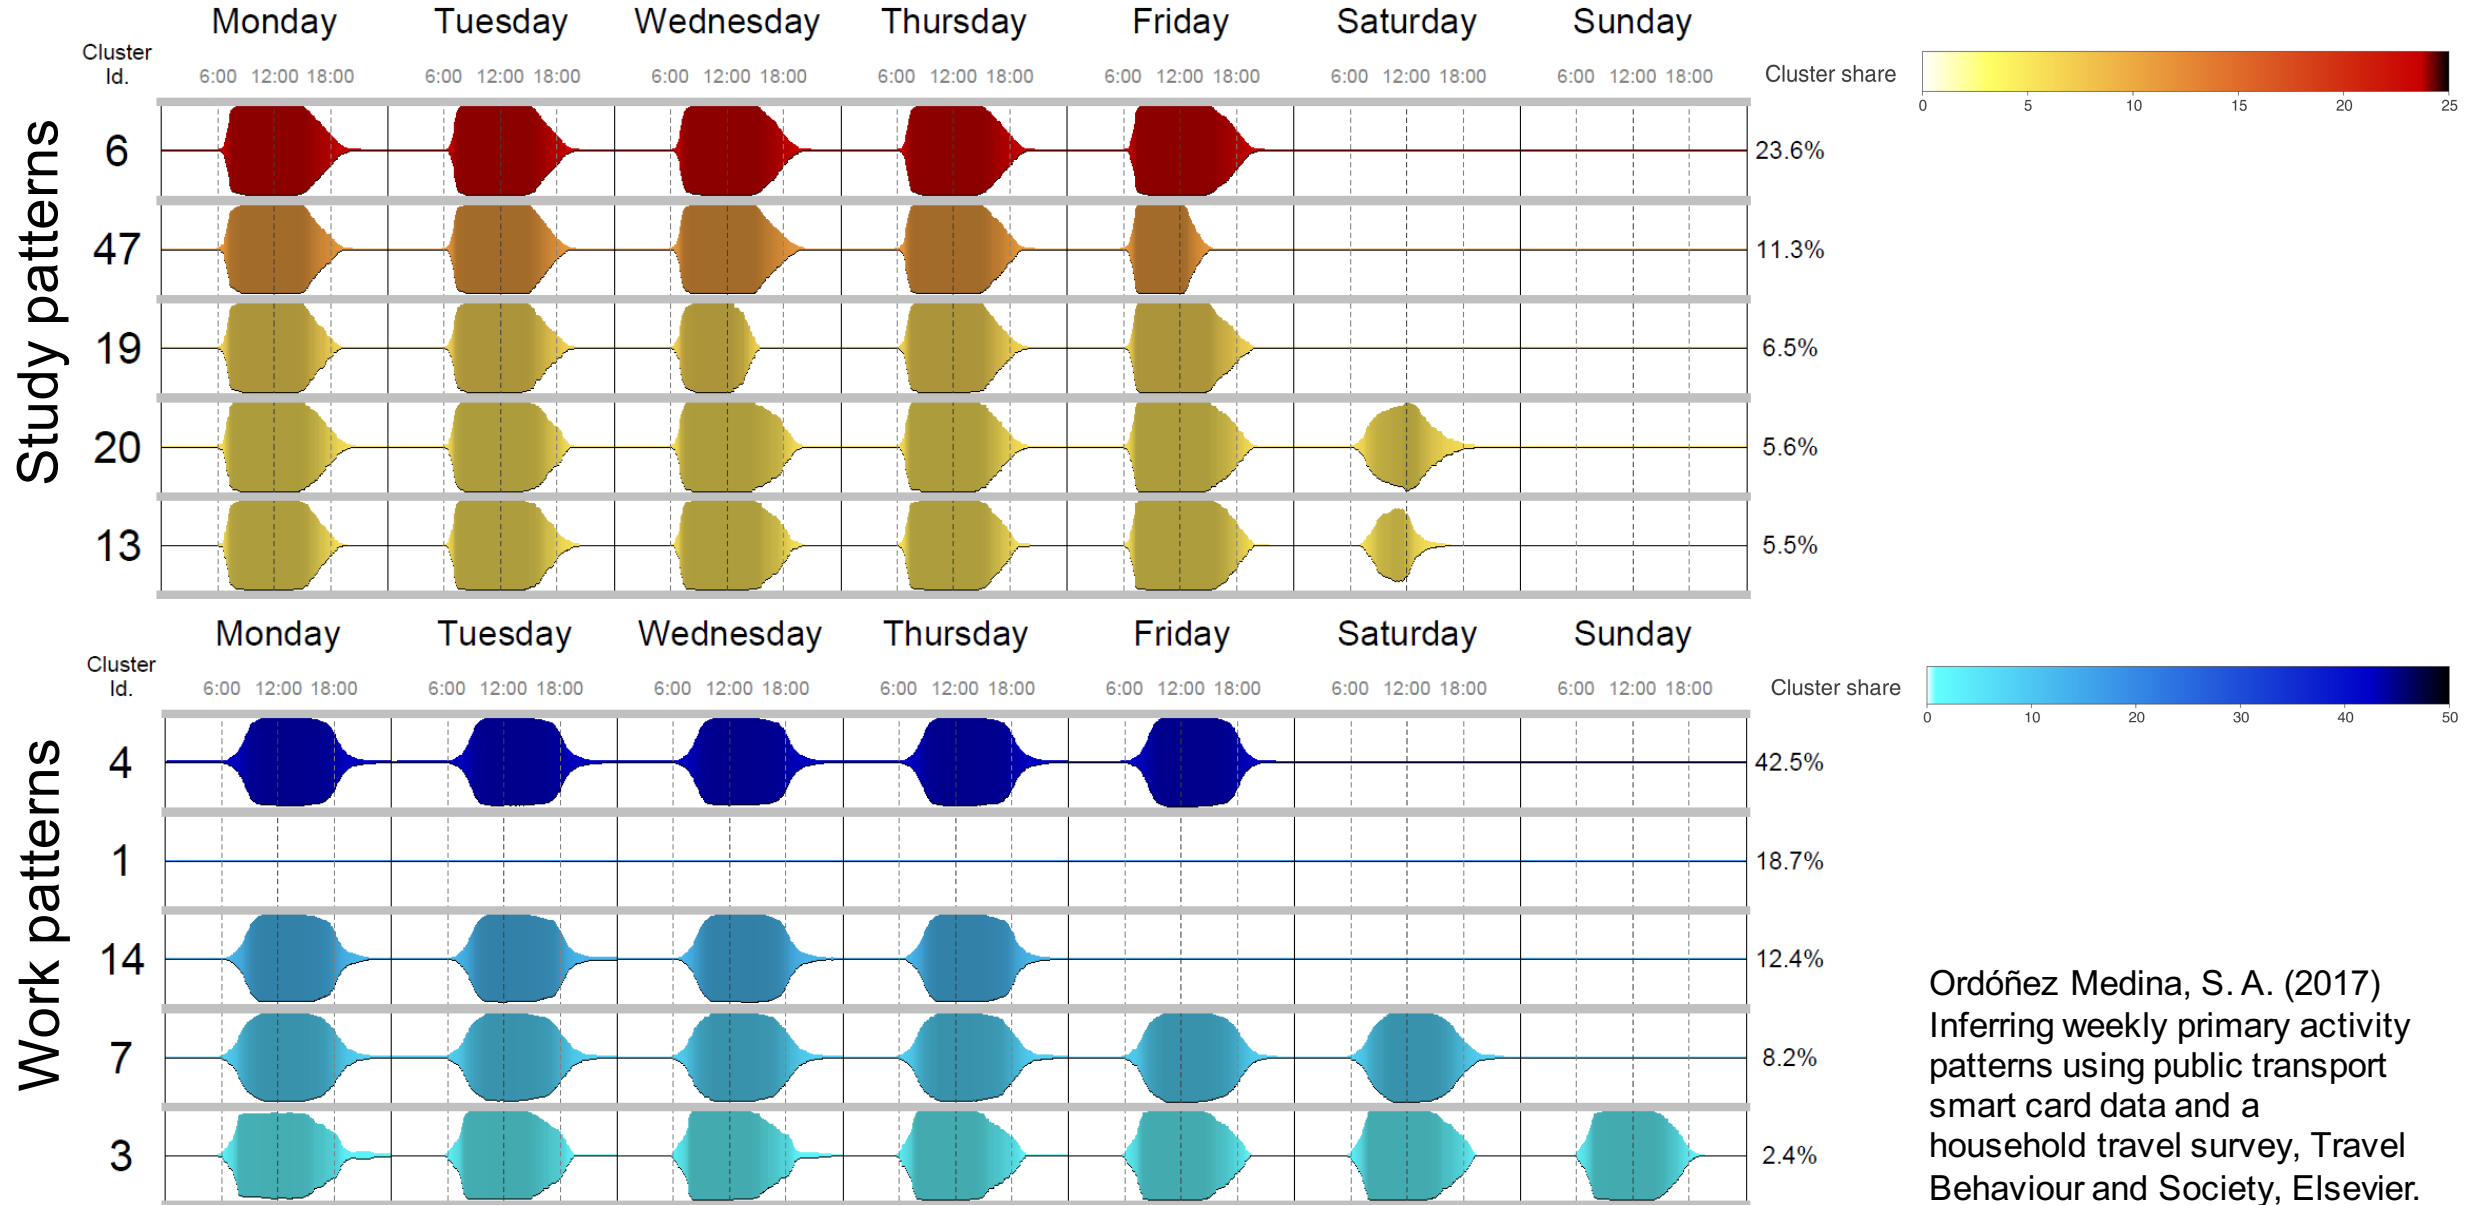 Monday Tuesday Wednesday Thursday Friday Saturday Sunday
Cluster
Id.
6:00 12:00 18:00 6:00 12:00 18:00 6:00 12:00 18:00 6:00 12:00 18:00 6:00 12:00 18:00 6:00 12:00 18:00 6:00 12:00 18:00
Cluster share
0 5 10 15 20 25
Study patterns
6 23.6%
47 11.3%
19 6.5%
20 5.6%
13 5.5%
Monday Tuesday Wednesday Thursday Friday Saturday Sunday
Cluster
Id.
6:00 12:00 18:00 6:00 12:00 18:00 6:00 12:00 18:00 6:00 12:00 18:00 6:00 12:00 18:00 6:00 12:00 18:00 6:00 12:00 18:00
Cluster share
0 10 20 30 40 50
Work patterns
4 42.5%
1 18.7%
14 12.4%
7 8.2%
3 2.4%
Ordóñez Medina, S. A. (2017)
Inferring weekly primary activity
patterns using public transport
smart card data and a
household travel survey, Travel
Behaviour and Society, Elsevier.